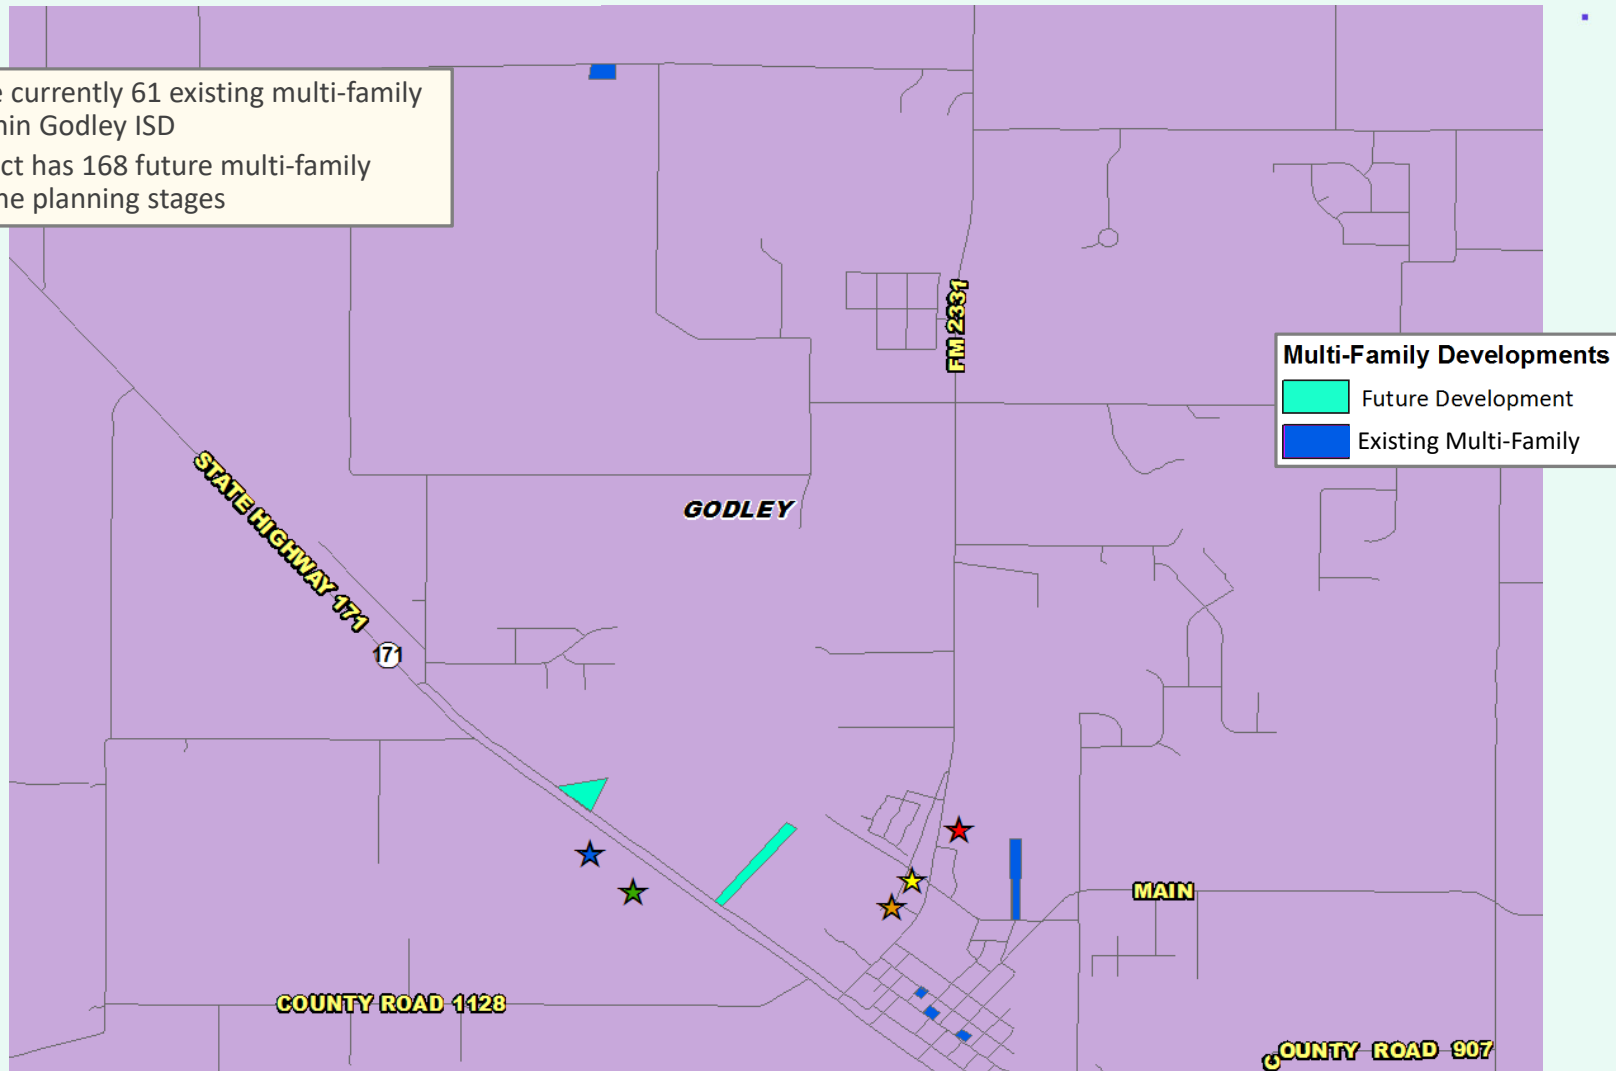 e currently 61 existing multi-family
hin Godley ISD
ct has 168 future multi-family
ne planning stages
FM 2331
Multi-Family Developments
Future Development
Existing Multi-Family
STATE HIGHWAY 171
GODLEY
171
MAIN
COUNTY ROAD 1128
COUNTY ROAD 907